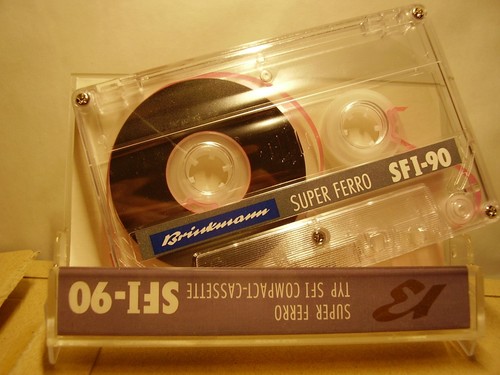 Brinkmann SUPER FERRO SFI-90
SFI-90
SUPER FERRO
TYP SFI COMPACT-CASSETTE